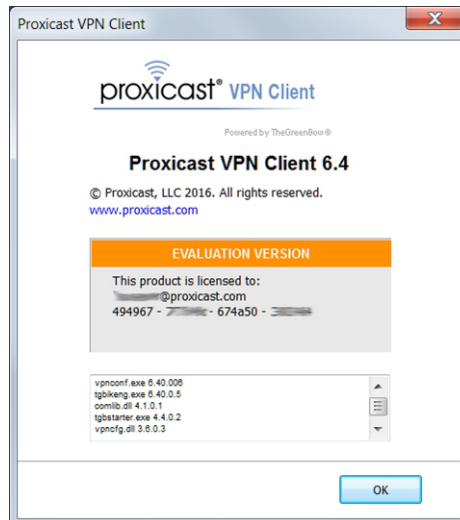 Proxicast VPN Client
X
proxicast® VPN Client
Powered by TheGreenBow®
Proxicast VPN Client 6.4
© Proxicast, LLC 2016. All rights reserved.
www.proxicast.com
EVALUATION VERSION
This product is licensed to:
@proxicast.com
494967 - - 674a50 -
vpnconf.exe 6.40.006
tgbikeng.exe 6.40.0.5
comlib.dll 4.1.0.1
tgbstarter.exe 4.4.0.2
vpncfg.dll 3.6.0.3
OK